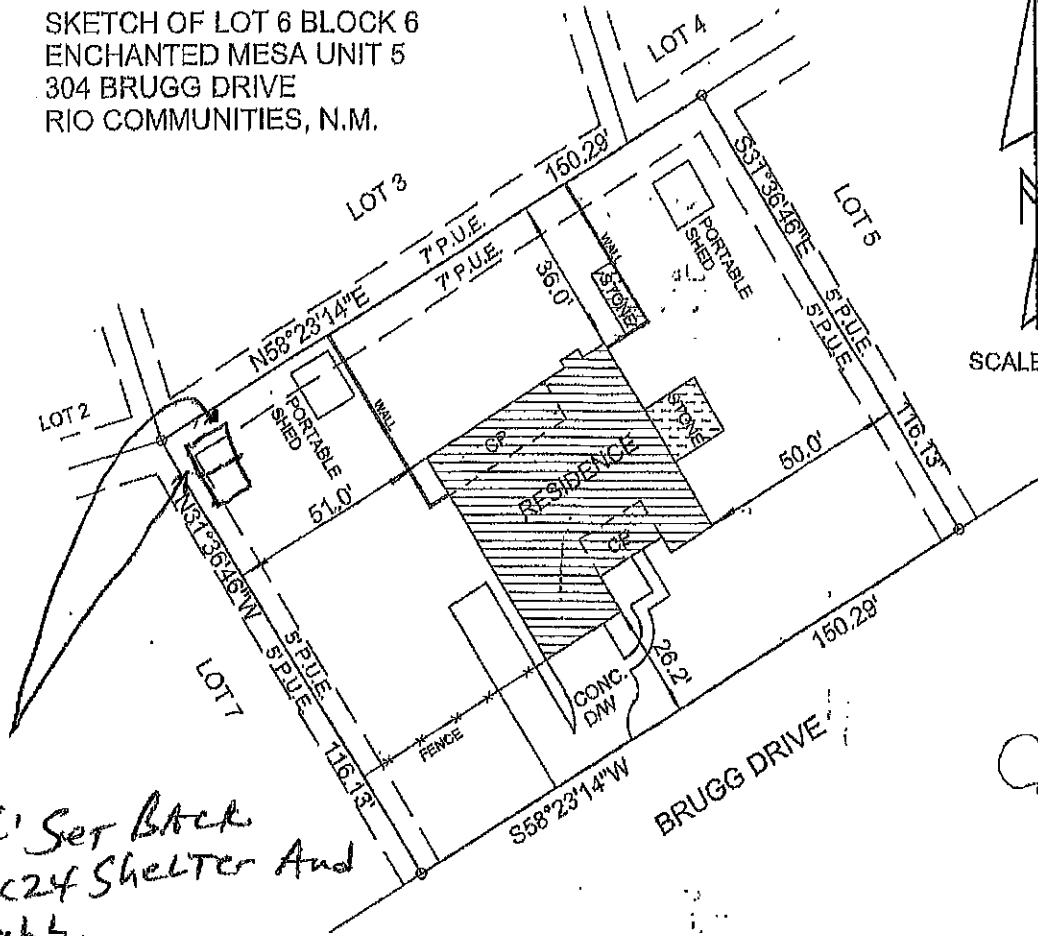 SKETCH OF LOT 6 BLOCK 6
ENCHANTED MESA UNIT 5
304 BRUGG DRIVE
RIO COMMUNITIES, N.M.
LOT 4
LOT 3
150.29'
7' P.U.E.
7' P.U.E.
N58°23'14"E
S31°36'46"E
LOT 5
PORTABLE
SHED
WALL
STONE
36.0'
5' P.U.E.
5' P.U.E.
116.13'
SCALE
LOT 2
PORTABLE
SHED
WALL
CP
RESIDENCE
STONE
50.0'
51.0'
N31°36'46"W
CP
5' P.U.E.
5' P.U.E.
LOT 7
116.13'
FENCE
CONC.
D/W
26.2'
150.29'
S58°23'14"W
BRUGG DRIVE
Set Back
24 Shelter And